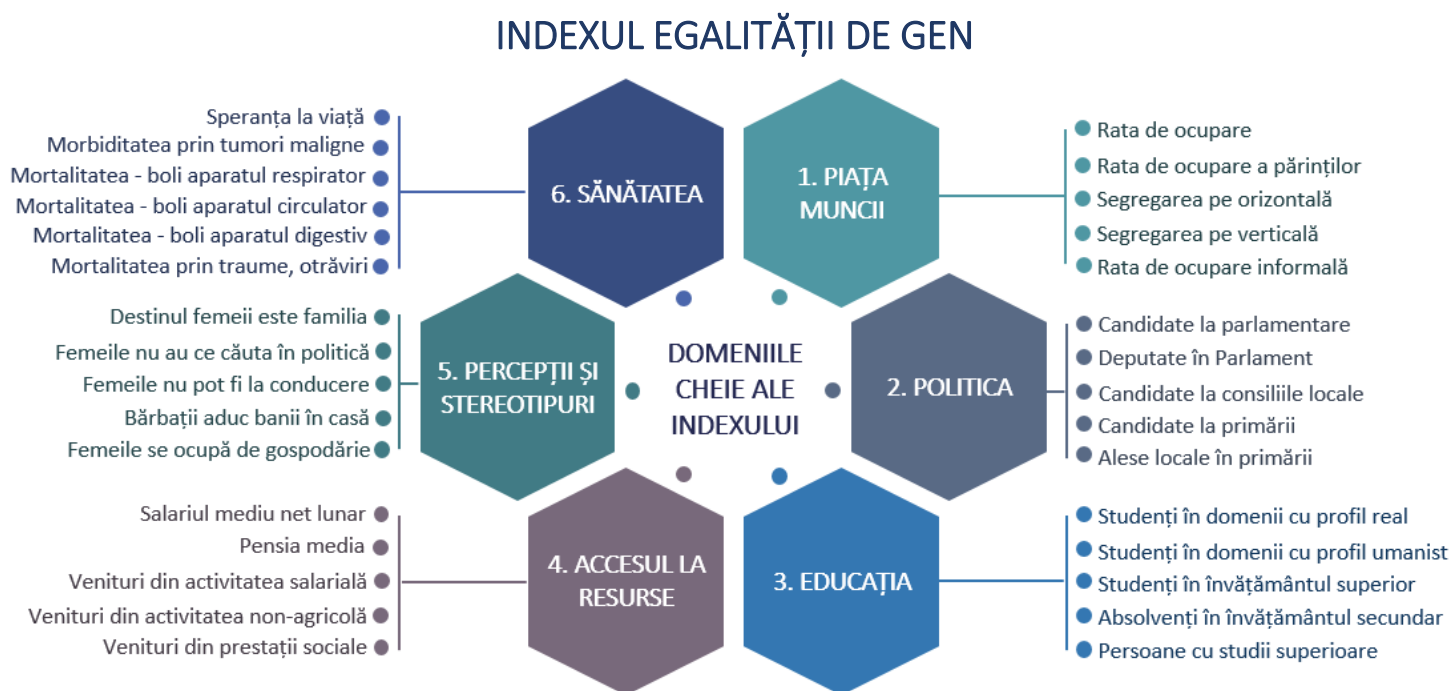 INDEXUL EGALITĂȚII DE GEN
Speranța la viață
Morbiditatea prin tumori maligne
Mortalitatea - boli aparatul respirator
Mortalitatea - boli aparatul circulator
Mortalitatea - boli aparatul digestiv
Mortalitatea prin traume, otrăviri
6. SĂNĂTATEA
1. PIAȚA
MUNCII
Rata de ocupare
Rata de ocupare a părinților
Segregarea pe orizontală
Segregarea pe verticală
Rata de ocupare informală
Destinul femeii este familia
Femeile nu au ce căuta în politică
Femeile nu pot fi la conducere
Bărbații aduc banii în casă
Femeile se ocupă de gospodărie
5. PERCEPȚII ȘI
STEREOTIPURI
DOMENIILE
CHEIE ALE
INDEXULUI
2. POLITICA
Candidate la parlamentare
Deputate în Parlament
Candidate la consiliile locale
Candidate la primării
Alese locale în primării
Salariul mediu net lunar
Pensia media
Venituri din activitatea salarială
Venituri din activitatea non-agricolă
Venituri din prestații sociale
4. ACCESUL LA
RESURSE
3. EDUCAȚIA
Studenți în domenii cu profil real
Studenți în domenii cu profil umanist
Studenți în învățământul superior
Absolvenți în învățământul secundar
Persoane cu studii superioare